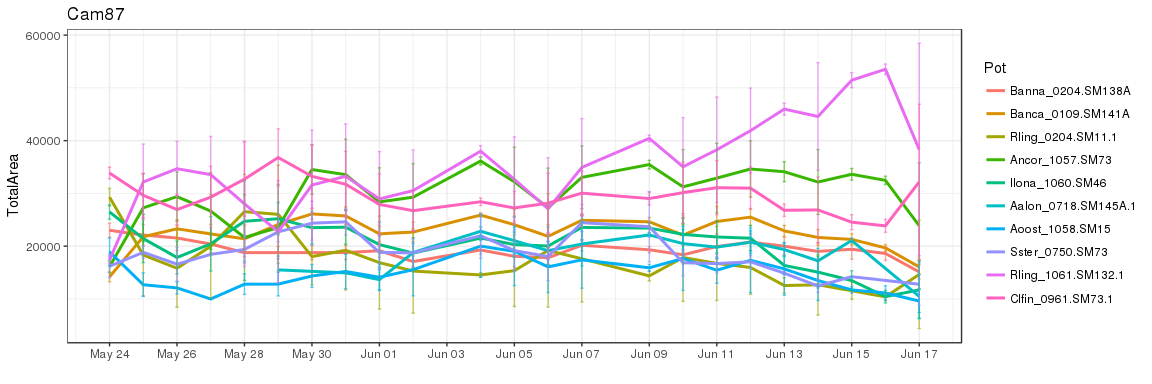 Cam87
TotalArea
60000
40000
20000
May 24 May 26 May 28 May 30 Jun 01 Jun 03 Jun 05 Jun 07 Jun 09 Jun 11 Jun 13 Jun 15 Jun 17
Pot
Banna_0204.SM138A
Banca_0109.SM141A
Rling_0204.SM11.1
Ancor_1057.SM73
Ilona_1060.SM46
Aalon_0718.SM145A.1
Aoost_1058.SM15
Sster_0750.SM73
Rling_1061.SM132.1
Clfin_0961.SM73.1